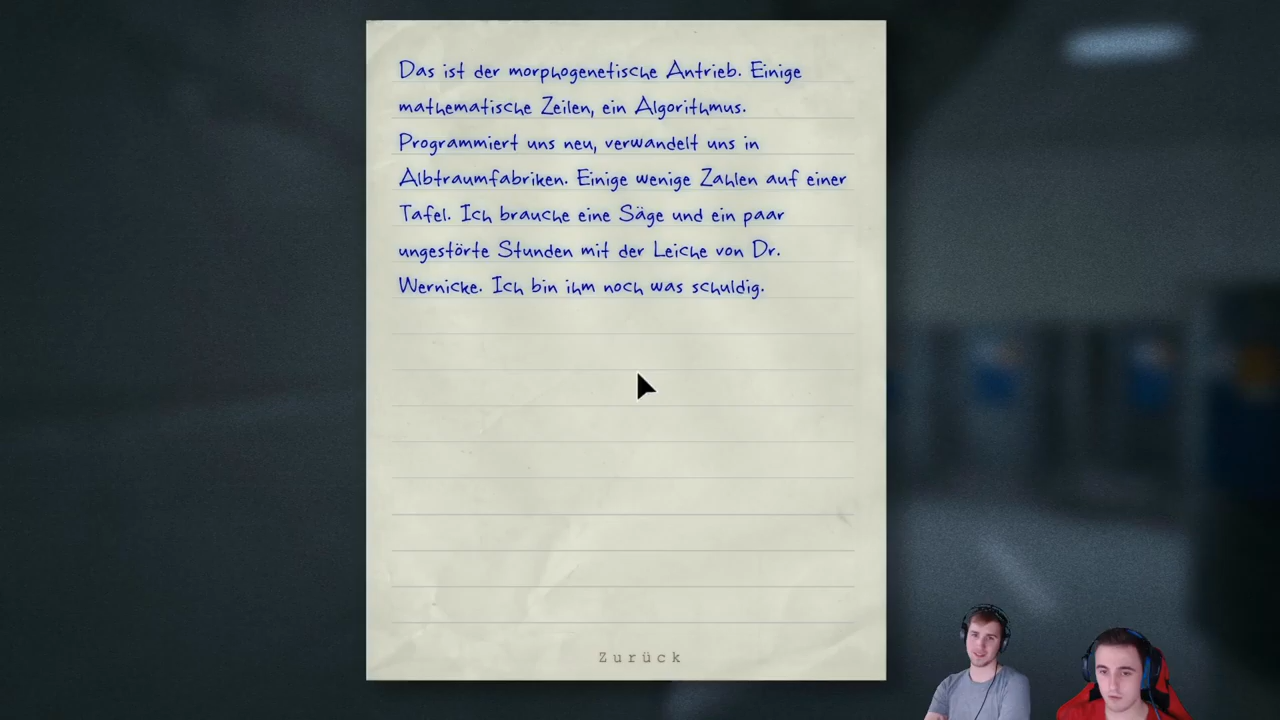 Das ist der morphogenetische Antrieb. Einige
mathematische Zeilen, ein Algorithmus.
Programmiert uns neu, verwandelt uns in
Albtraumfabriken. Einige wenige Zahlen auf einer
Tafel. Ich brauche eine Säge und ein paar
ungestörte Stunden mit der Leiche von Dr.
Wernicke. Ich bin ihm noch was schuldig.
Zurück